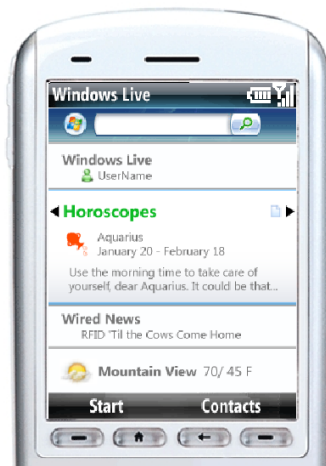 Windows Live
Windows Live
UserName
Horoscopes
Aquarius
January 20 - February 18
Use the morning time to take care of
yourself, dear Aquarius. It could be that...
Wired News
RFID 'Til the Cows Come Home
Mountain View 70/ 45 F
Start Contacts